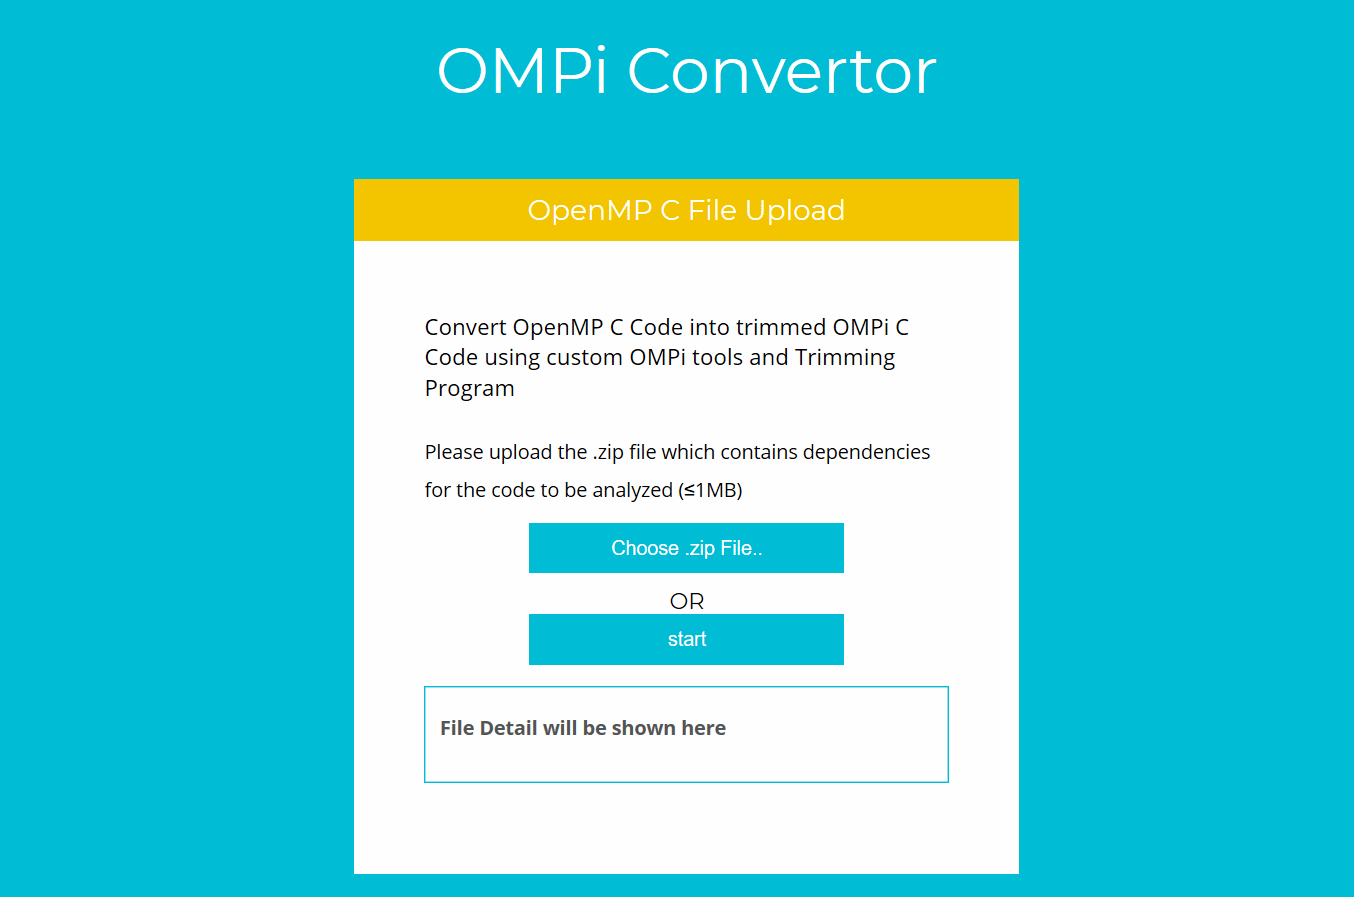 OMPi Convertor
OpenMP C File Upload
Convert OpenMP C Code into trimmed OMPi C
Code using custom OMPi tools and Trimming
Program
Please upload the .zip file which contains dependencies
for the code to be analyzed (≤1MB)
Choose .zip File..
OR
start
File Detail will be shown here